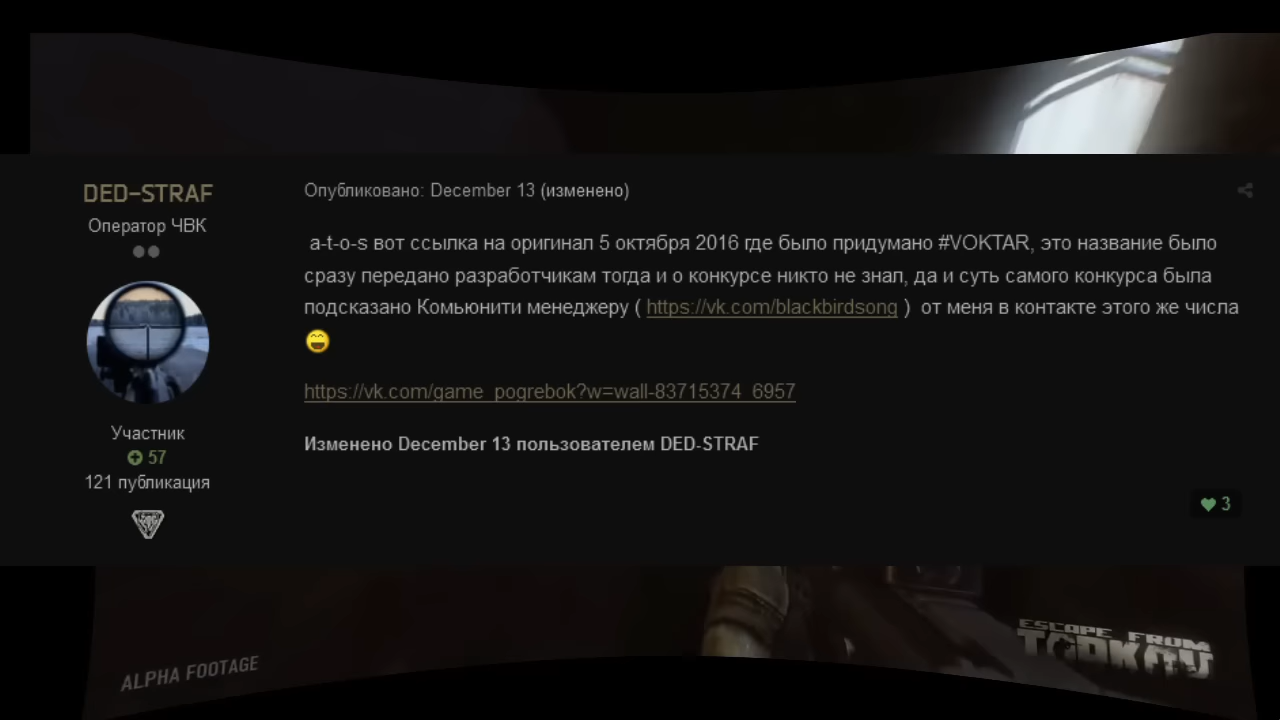 DED-STRAF
Оператор ЧВК
Участник
57
121 публикация
Опубликовано: December 13 (изменено)
a-t-o-s вот ссылка на оригинал 5 октября 2016 где было придумано #VOKTAR, это название было
сразу передано разработчикам тогда и о конкурсе никто не знал, да и суть самого конкурса была
подсказано Комьюнити менеджеру ( https://vk.com/blackbirdsong ) от меня в контакте этого же числа
https://vk.com/game_pogrebok?w=wall-83715374_6957
Изменено December 13 пользователем DED-STRAF
3
ALPHA FOOTAGE
ESCAPE FROM
TARKOV